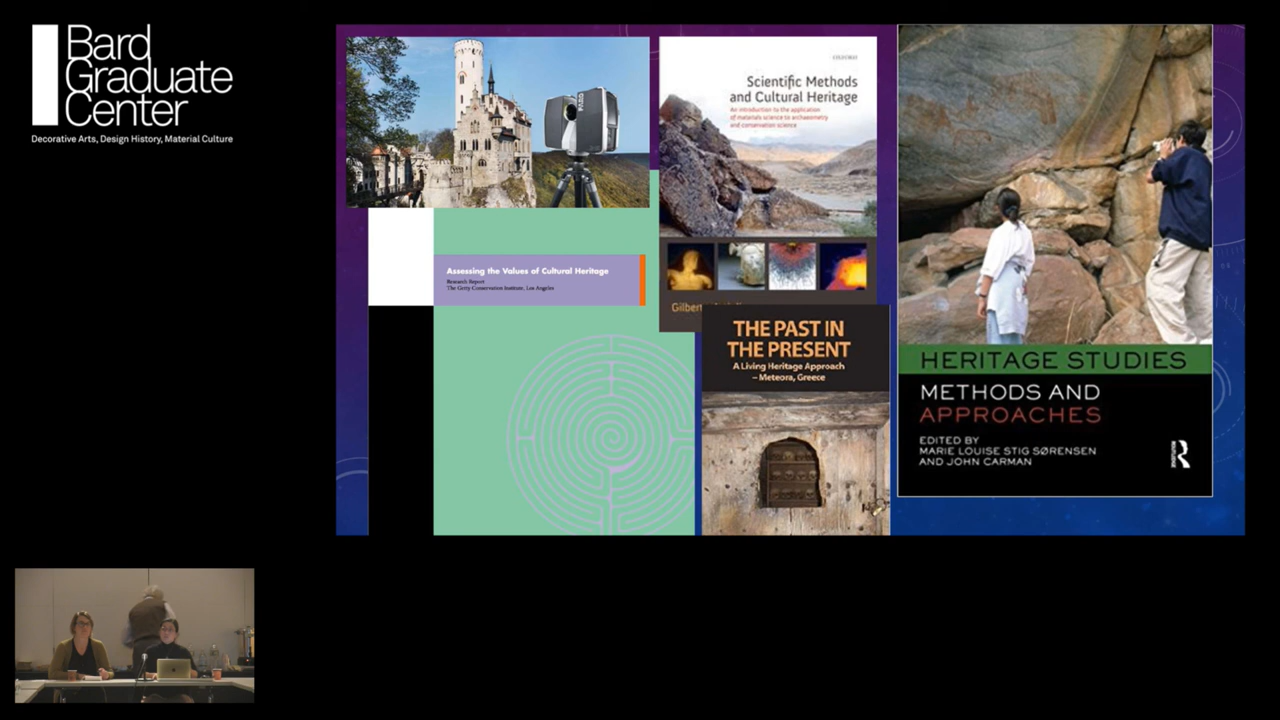 Bard
Graduate
Center
Decorative Arts, Design History, Material Culture
OXFORD
Scientific Methods
and Cultural Heritage
An introduction to the application
of materials science to archaeometry
and conservation science
Assessing the Values of Cultural Heritage
Research Report
The Getty Conservation Institute, Los Angeles
THE PAST IN
THE PRESENT
A Living Heritage Approach
– Meteora, Greece
HERITAGE STUDIES
METHODS AND
APPROACHES
EDITED BY
MARIE LOUISE STIG SØRENSEN
AND JOHN CARMAN
R